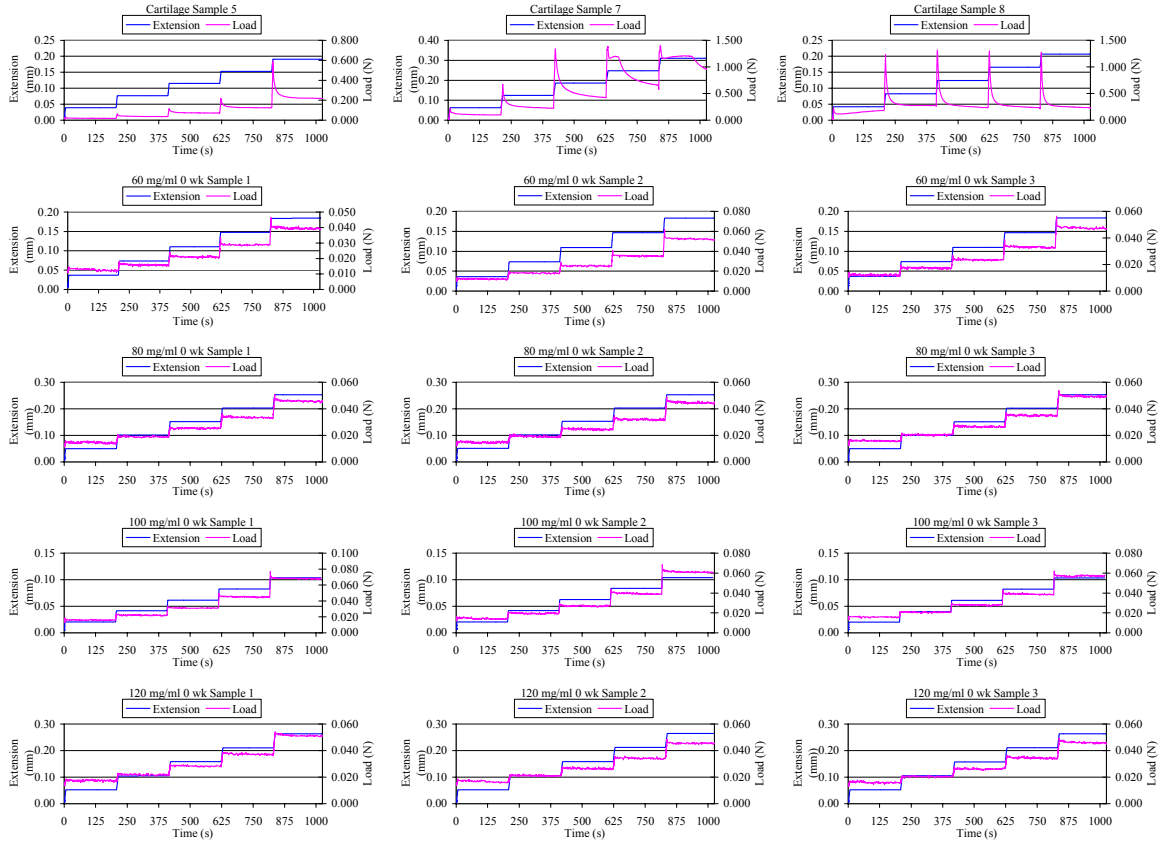 Cartilage Sample 5
Extension Load
0.00
0.05
0.10
0.15
0.20
0.25
0 125 250 375 500 625 750 875 1000
Time (s)
Extension
(mm)
0.000
0.200
0.400
0.600
0.800
Load (N)
Cartilage Sample 7
Extension Load
0.00
0.10
0.20
0.30
0.40
0 210 420 630 840 1050
Time (s)
Extension
(mm)
0.000
0.500
1.000
1.500
Load (N)
Cartilage Sample 8
Extension Load
0.00
0.05
0.10
0.15
0.20
0.25
0 210 420 630 840 1050
Time (s)
Extension
(mm)
0.000
0.500
1.000
1.500
Load (N)
60 mg/ml 0 wk Sample 1
Extension Load
0.00
0.05
0.10
0.15
0.20
0 125 250 375 500 625 750 875 1000
Time (s)
Extension
(mm)
0.000
0.010
0.020
0.030
0.040
0.050
Load (N)
60 mg/ml 0 wk Sample 2
Extension Load
0.00
0.05
0.10
0.15
0.20
0 125 250 375 500 625 750 875 1000
Time (s)
Extension
(mm)
0.000
0.020
0.040
0.060
0.080
Load (N)
60 mg/ml 0 wk Sample 3
Extension Load
0.00
0.05
0.10
0.15
0.20
0 125 250 375 500 625 750 875 1000
Time (s)
Extension
(mm)
0.000
0.020
0.040
0.060
Load (N)
80 mg/ml 0 wk Sample 1
Extension Load
0.00
0.10
0.20
0.30
0 125 250 375 500 625 750 875 1000
Time (s)
Extension
(mm)
0.000
0.020
0.040
0.060
Load (N)
80 mg/ml 0 wk Sample 2
Extension Load
0.00
0.10
0.20
0.30
0 125 250 375 500 625 750 875 1000
Time (s)
Extension
(mm)
0.000
0.020
0.040
0.060
Load (N)
80 mg/ml 0 wk Sample 3
Extension Load
0.00
0.10
0.20
0.30
0 125 250 375 500 625 750 875 1000
Time (s)
Extension
(mm)
0.000
0.020
0.040
0.060
Load (N)
100 mg/ml 0 wk Sample 1
Extension Load
0.00
0.05
0.10
0.15
0 125 250 375 500 625 750 875 1000
Time (s)
Extension
(mm)
0.000
0.020
0.040
0.060
0.080
0.100
Load (N)
100 mg/ml 0 wk Sample 2
Extension Load
0.00
0.05
0.10
0.15
0 125 250 375 500 625 750 875 1000
Time (s)
Extension
(mm)
0.000
0.020
0.040
0.060
0.080
Load (N)
100 mg/ml 0 wk Sample 3
Extension Load
0.00
0.05
0.10
0.15
0 125 250 375 500 625 750 875 1000
Time (s)
Extension
(mm)
0.000
0.020
0.040
0.060
0.080
Load (N)
120 mg/ml 0 wk Sample 1
Extension Load
0.00
0.10
0.20
0.30
0 125 250 375 500 625 750 875 1000
Time (s)
Extension
(mm)
0.000
0.020
0.040
0.060
Load (N)
120 mg/ml 0 wk Sample 2
Extension Load
0.00
0.10
0.20
0.30
0 125 250 375 500 625 750 875 1000
Time (s)
Extension
(mm)
0.000
0.020
0.040
0.060
Load (N)
120 mg/ml 0 wk Sample 3
Extension Load
0.00
0.10
0.20
0.30
0 125 250 375 500 625 750 875 1000
Time (s)
Extension
(mm)
0.000
0.020
0.040
0.060
Load (N)